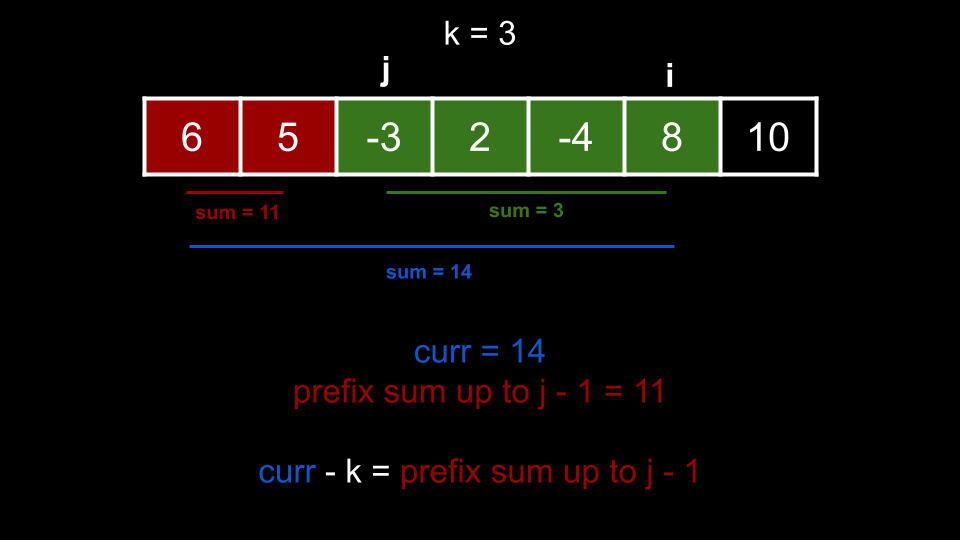 k = 3
j i
6 5 -3 2 -4 8 10
sum = 11 sum = 3
sum = 14
curr = 14
prefix sum up to j - 1 = 11
curr - k = prefix sum up to j - 1